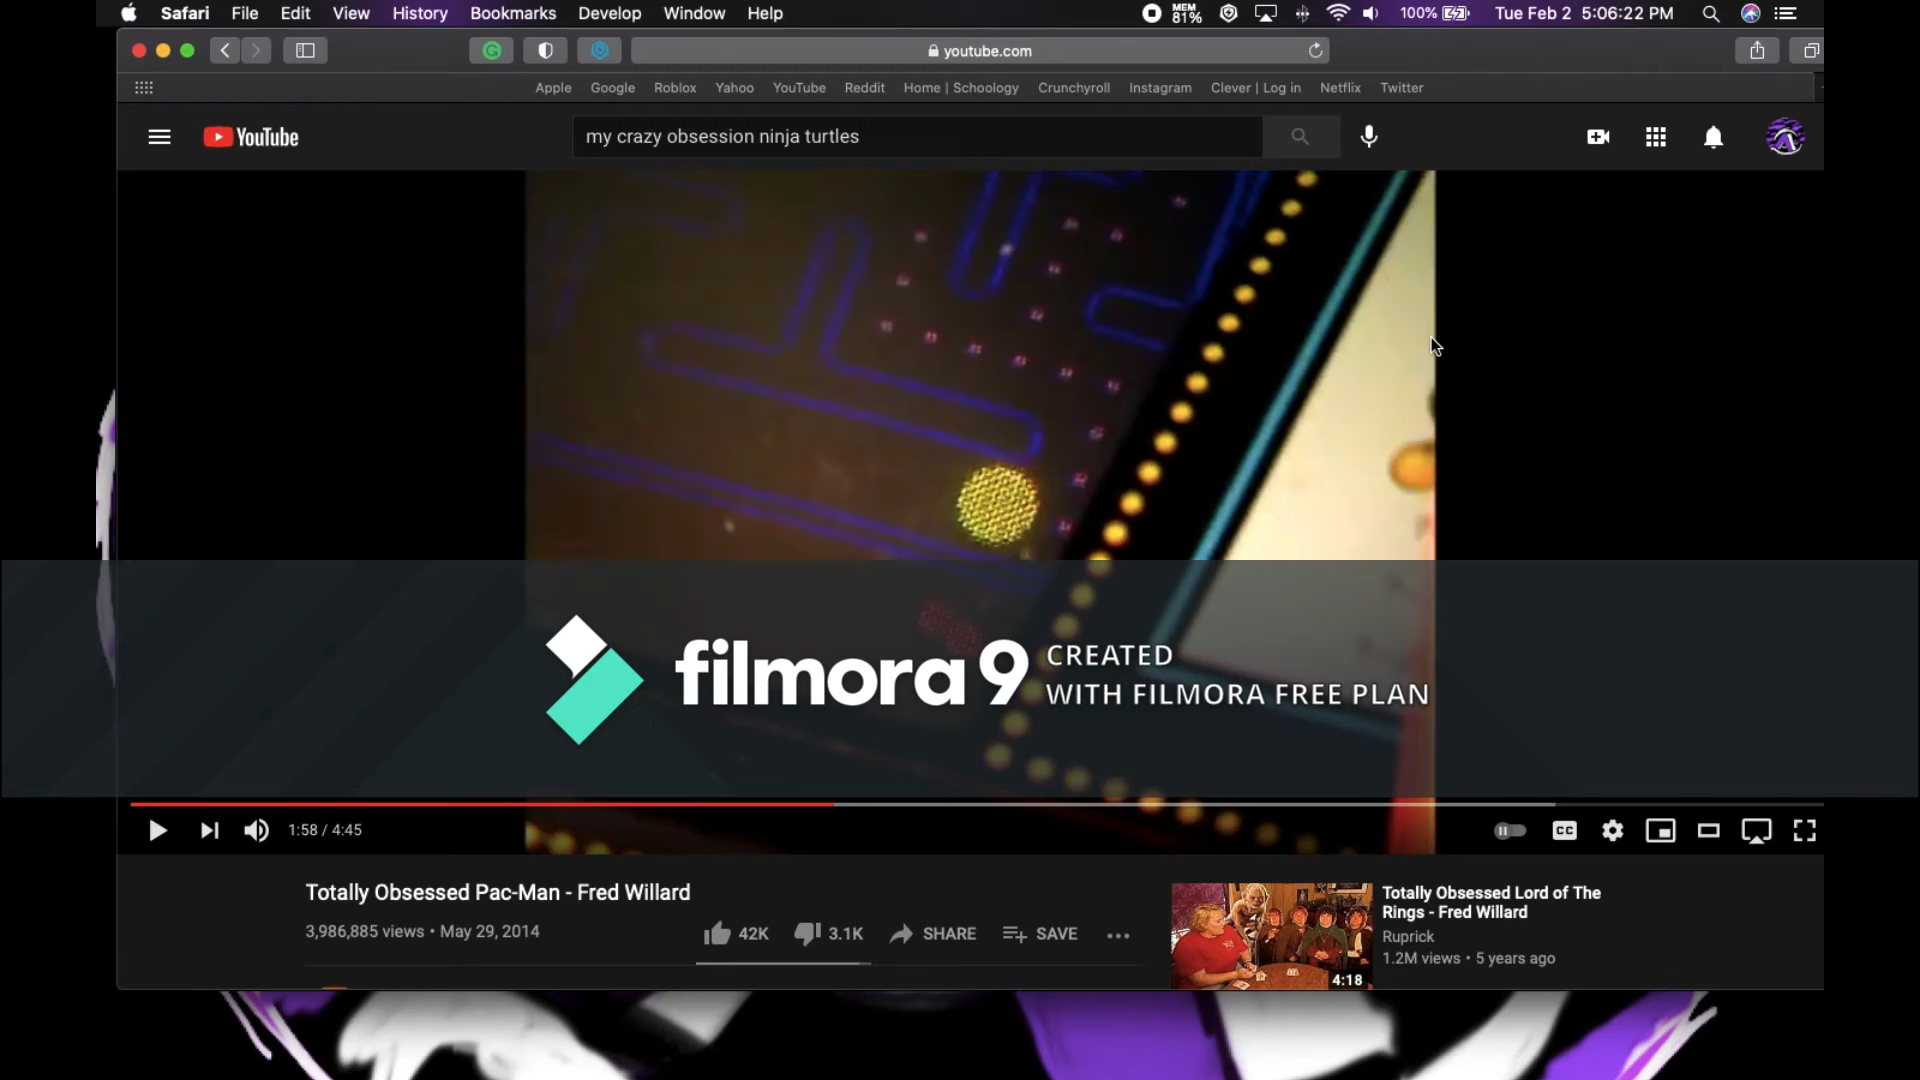 Safari File Edit View History Bookmarks Develop Window Help MEM 81% 100% Tue Feb 2 5:06:22 PM
youtube.com
Apple Google Roblox Yahoo YouTube Reddit Home | Schoology Crunchyroll Instagram Clever | Log in Netflix Twitter
YouTube my crazy obsession ninja turtles
filmora 9 CREATED
WITH FILMORA FREE PLAN
1:58 / 4:45 CC
Totally Obsessed Pac-Man - Fred Willard
3,986,885 views • May 29, 2014
42K 3.1K SHARE SAVE
4:18
Totally Obsessed Lord of The
Rings - Fred Willard
Ruprick
1.2M views • 5 years ago